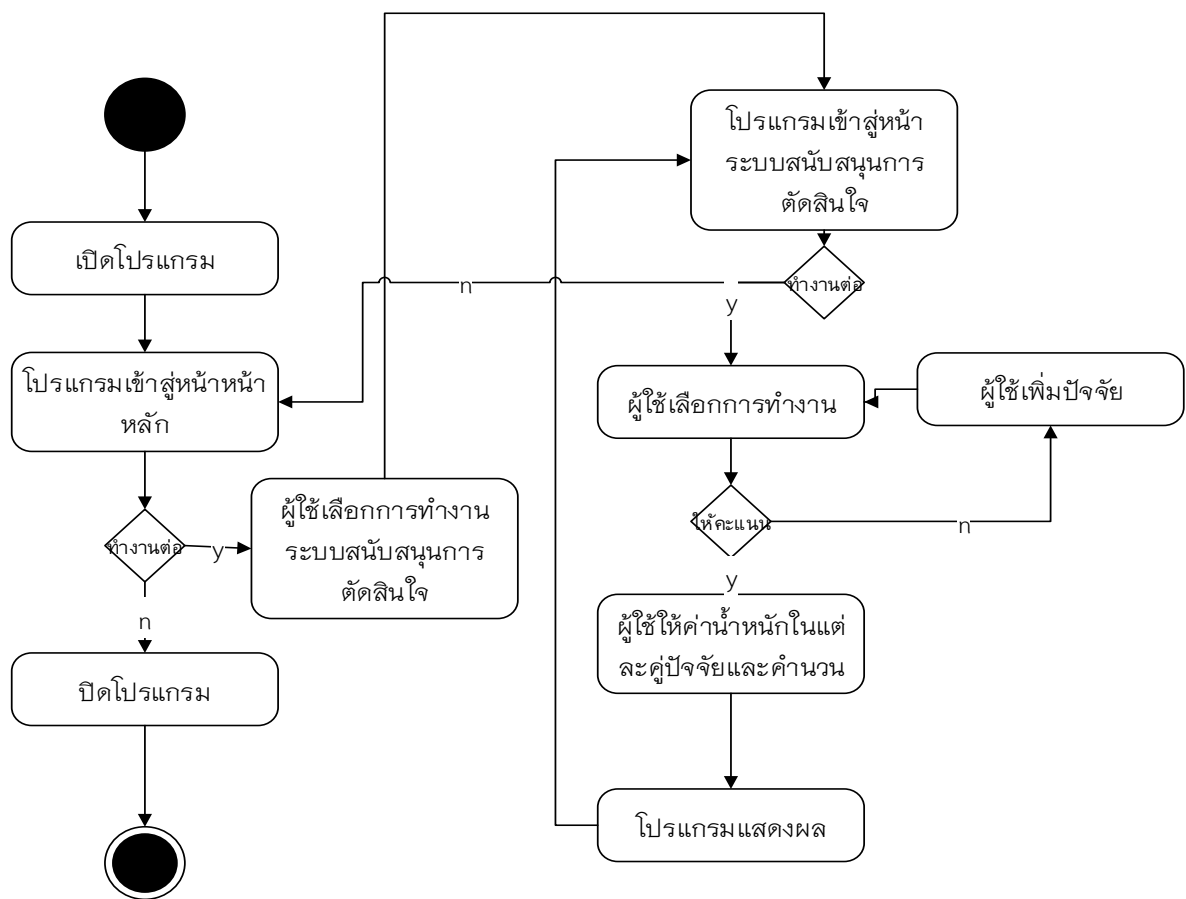 เปิดโปรแกรม
โปรแกรมเข้าสู่หน้าหน้า
หลัก
ทำงานต่อ
y
n
ผู้ใช้เลือกการทำงาน
ระบบสนับสนุนการ
ตัดสินใจ
ปิดโปรแกรม
โปรแกรมเข้าสู่หน้า
ระบบสนับสนุนการ
ตัดสินใจ
ทำงานต่อ
n
y
ผู้ใช้เลือกการทำงาน
ผู้ใช้เพิ่มปัจจัย
ให้คะแนน
n
y
ผู้ใช้ให้ค่าน้ำหนักในแต่
ละคู่ปัจจัยและคำนวน
โปรแกรมแสดงผล